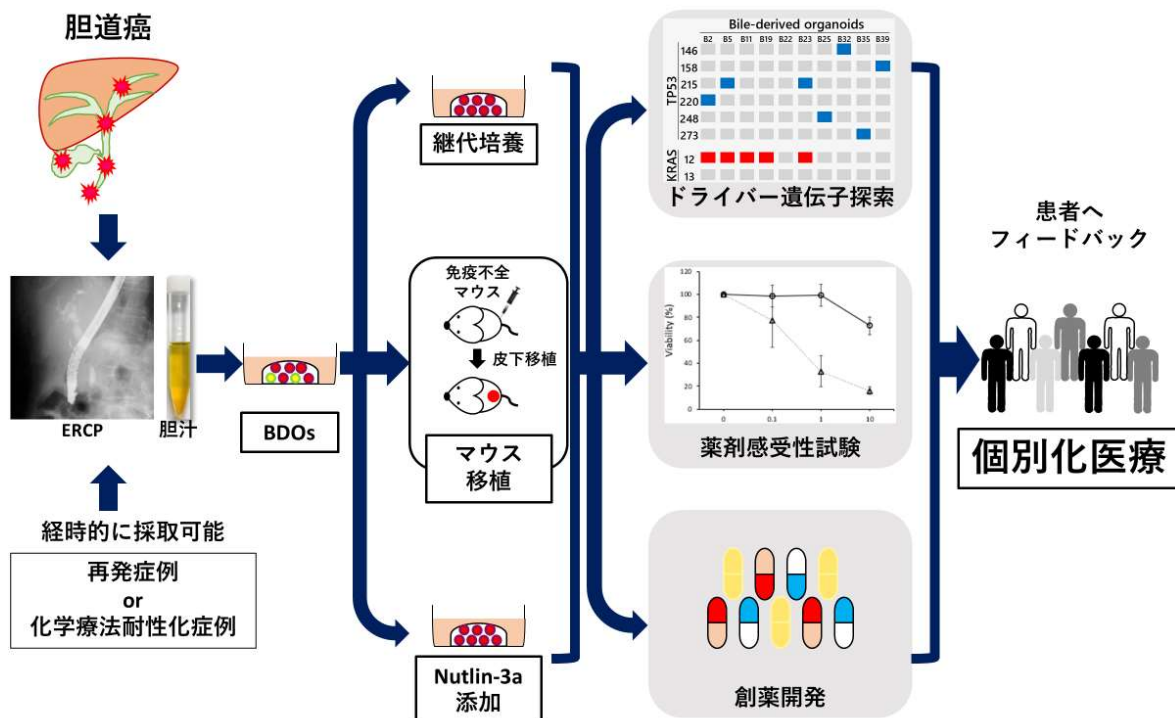 胆道癌
ERCP
胆汁
経時的に採取可能
再発症例
or
化学療法耐性化症例
BDOs
継代培養
免疫不全
マウス
皮下移植
マウス
移植
Nutlin-3a
添加
Bile-derived organoids
B2 B5 B11 B19 B22 B23 B25 B32 B35 B39
TP53
146
158
215
220
248
273
KRAS
12
13
ドライバー遺伝子探索
Viability (%)
120
100
80
60
40
20
0
0 0.1 1 10
薬剤感受性試験
創薬開発
患者へ
フィードバック
個別化医療